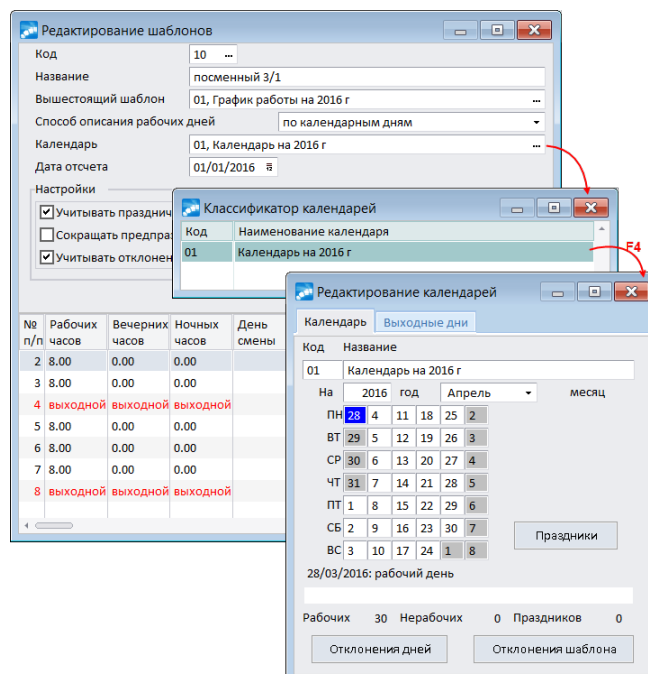 Редактирование шаблонов
Код 10 ...
Название посменный 3/1
Вышестоящий шаблон 01, График работы на 2016 г ...
Способ описания рабочих дней по календарным дням
Календарь 01, Календарь на 2016 г ...
Дата отсчета 01/01/2016
Настройки
Учитывать празднич
Сокращать предпра
Учитывать отклонен
№ п/п Рабочих часов Вечерних часов Ночных часов День смены
2 8.00 0.00 0.00
3 8.00 0.00 0.00
4 выходной выходной выходной
5 8.00 0.00 0.00
6 8.00 0.00 0.00
7 8.00 0.00 0.00
8 выходной выходной выходной
Классификатор календарей
Код Наименование календаря
01 Календарь на 2016 г
F4
Редактирование календарей
Календарь Выходные дни
Код Название
01 Календарь на 2016 г
На 2016 год Апрель месяц
ПН 28 4 11 18 25 2
ВТ 29 5 12 19 26 3
СР 30 6 13 20 27 4
ЧТ 31 7 14 21 28 5
ПТ 1 8 15 22 29 6
СБ 2 9 16 23 30 7
ВС 3 10 17 24 1 8
Праздники
28/03/2016: рабочий день
Рабочих 30 Нерабочих 0 Праздников 0
Отклонения дней Отклонения шаблона